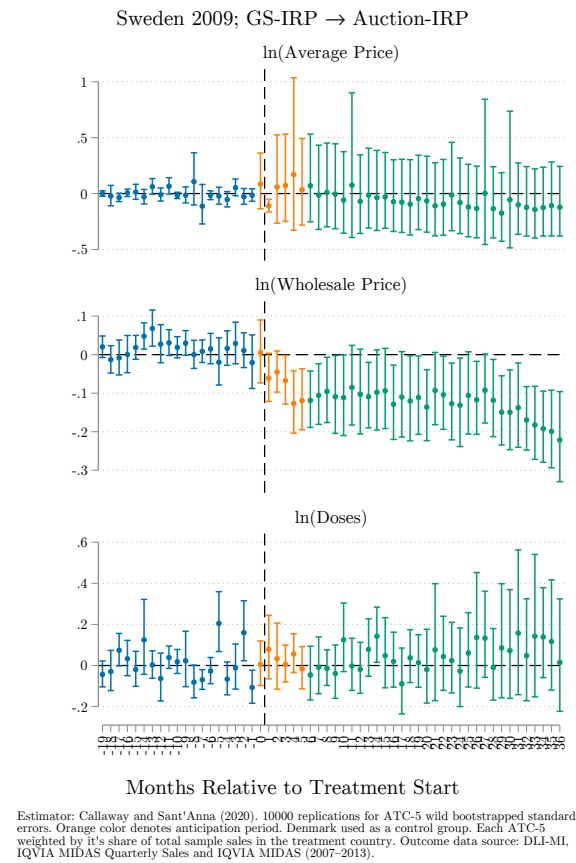 Sweden 2009; GS-IRP → Auction-IRP
ln(Average Price)
1
.5
0
-.5
ln(Wholesale Price)
.1
0
-.1
-.2
-.3
ln(Doses)
.6
.4
.2
0
-.2
Months Relative to Treatment Start
Estimator: Callaway and Sant'Anna (2020). 10000 replications for ATC-5 wild bootstrapped standard
errors. Orange color denotes anticipation period. Denmark used as a control group. Each ATC-5
weighted by it's share of total sample sales in the treatment country. Outcome data source: DLI-MI,
IQVIA MIDAS Quarterly Sales and IQVIA MIDAS (2007–2013).